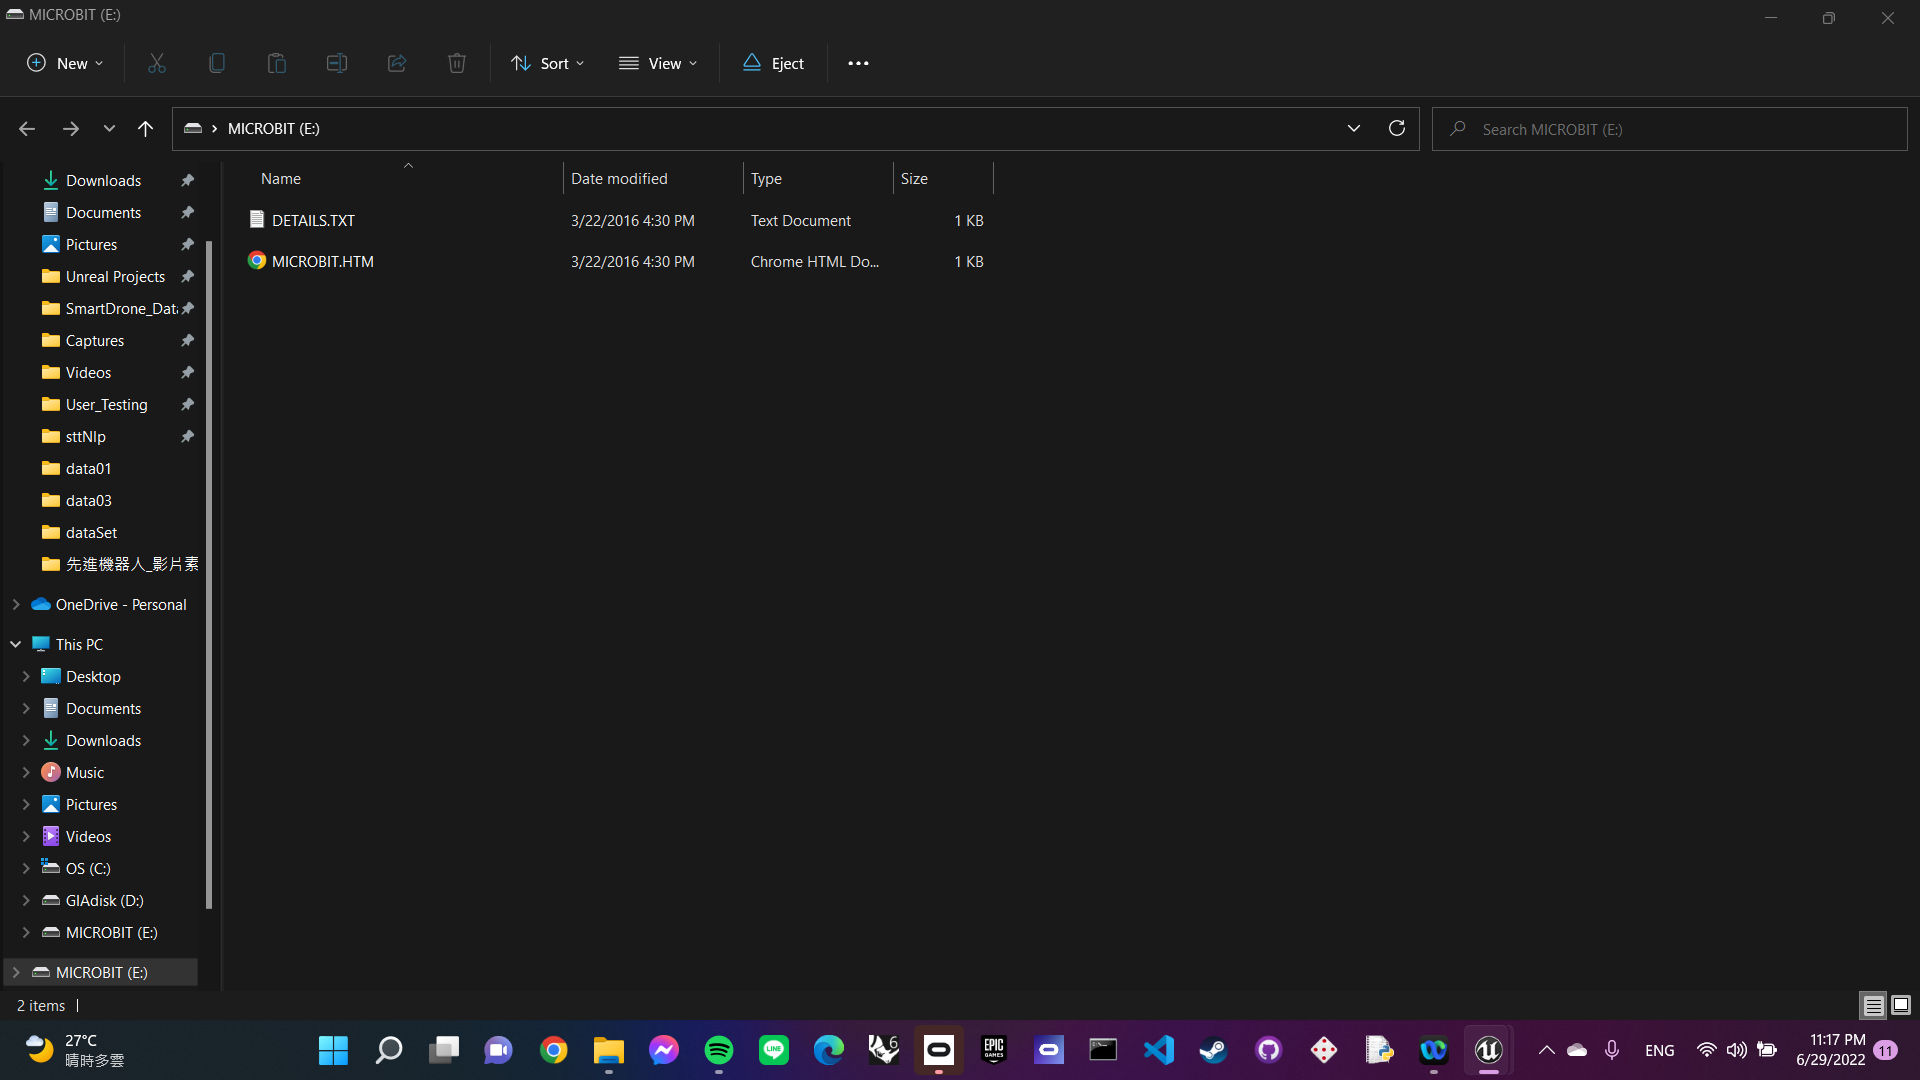 MICROBIT (E:)
New
Sort
View
Eject
MICROBIT (E:)
Search MICROBIT (E:)
Name Date modified Type Size
DETAILS.TXT 3/22/2016 4:30 PM Text Document 1 KB
MICROBIT.HTM 3/22/2016 4:30 PM Chrome HTML Do... 1 KB
Downloads
Documents
Pictures
Unreal Projects
SmartDrone_Dat
Captures
Videos
User_Testing
sttNlp
data01
data03
dataSet
先進機器人_影片素
OneDrive - Personal
This PC
Desktop
Documents
Downloads
Music
Pictures
Videos
OS (C:)
GIAdisk (D:)
MICROBIT (E:)
MICROBIT (E:)
2 items
27°C
晴時多雲
LINE
6
EPIC
GAMES
ENG
11:17 PM
6/29/2022
11